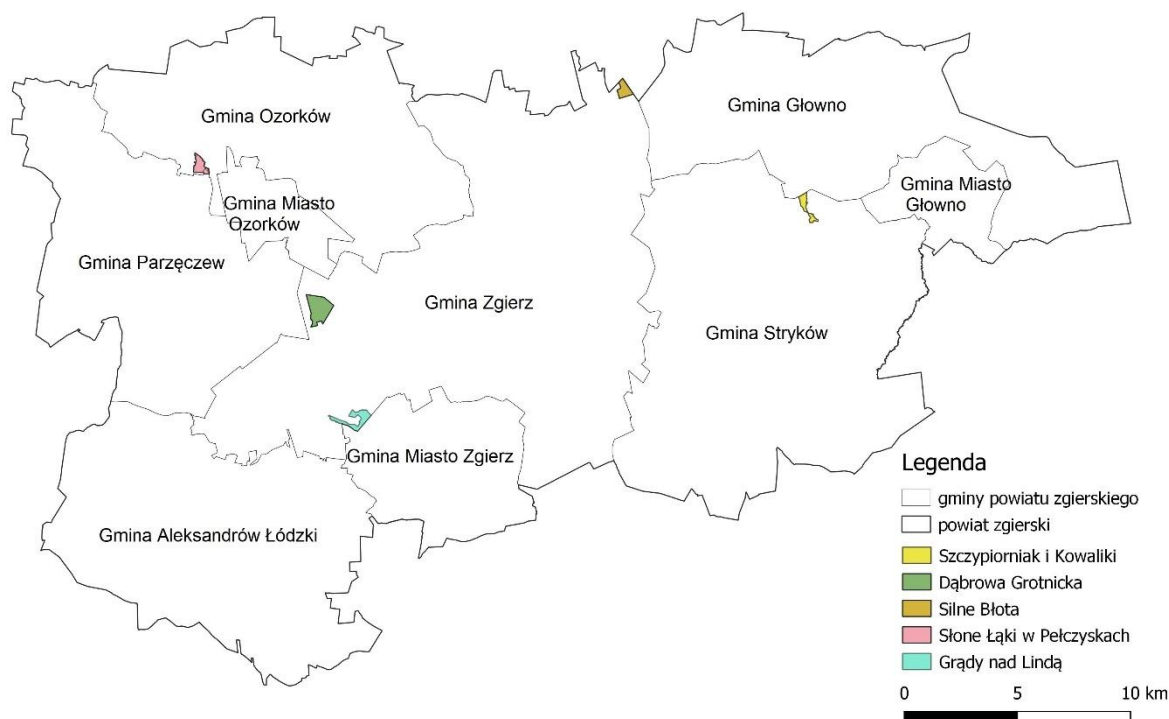 Gmina Ozorków
Gmina Głowno
Gmina Miasto
Głowno
Gmina Miasto
Ozorków
Gmina Parzęczew
Gmina Zgierz
Gmina Stryków
Gmina Miasto Zgierz
Gmina Aleksandrów Łódzki
Legenda
gminy powiatu zgierskiego
powiat zgierski
Szczypiorniak i Kowaliki
Dąbrowa Grotnicka
Silne Błota
Słone Łąki w Pełczyskach
Grądy nad Lindą
0 5 10 km